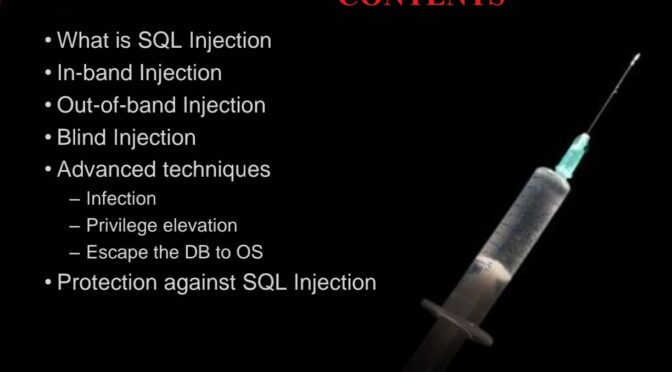 CONTENTS
• What is SQL Injection
• In-band Injection
• Out-of-band Injection
• Blind Injection
• Advanced techniques
– Infection
– Privilege elevation
– Escape the DB to OS
• Protection against SQL Injection